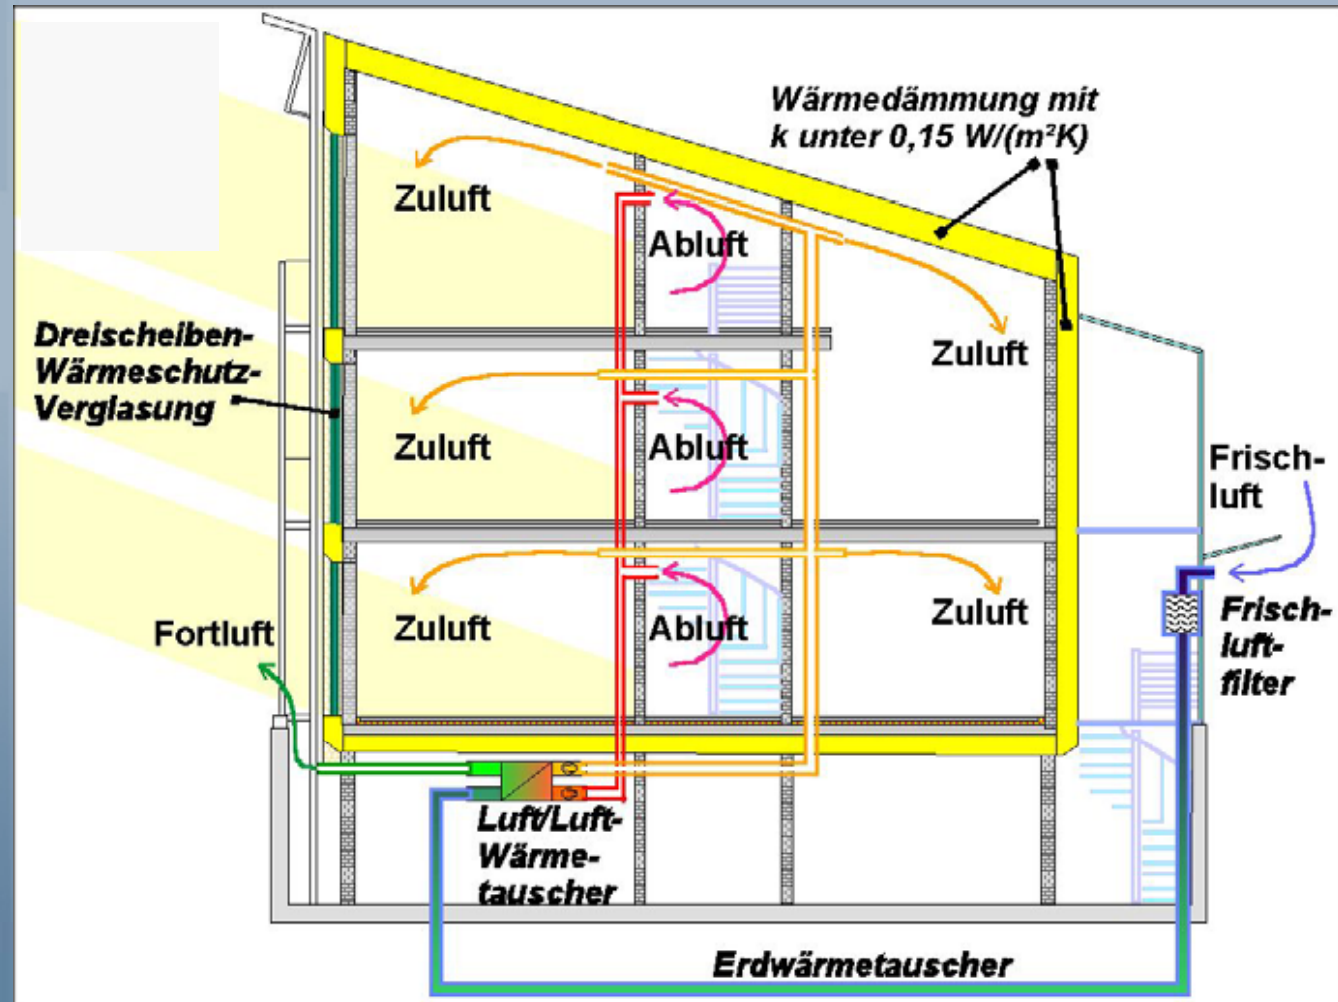 Wärmedämmung mit
k unter 0,15 W/(m²K)
Zuluft
Abluft
Dreischeiben-
Wärmeschutz-
Verglasung
Zuluft
Zuluft
Abluft
Frisch-
luft
Fortluft
Zuluft
Abluft
Zuluft
Frisch-
luft-
filter
Luft/Luft-
Wärme-
tauscher
Erdwärmetauscher